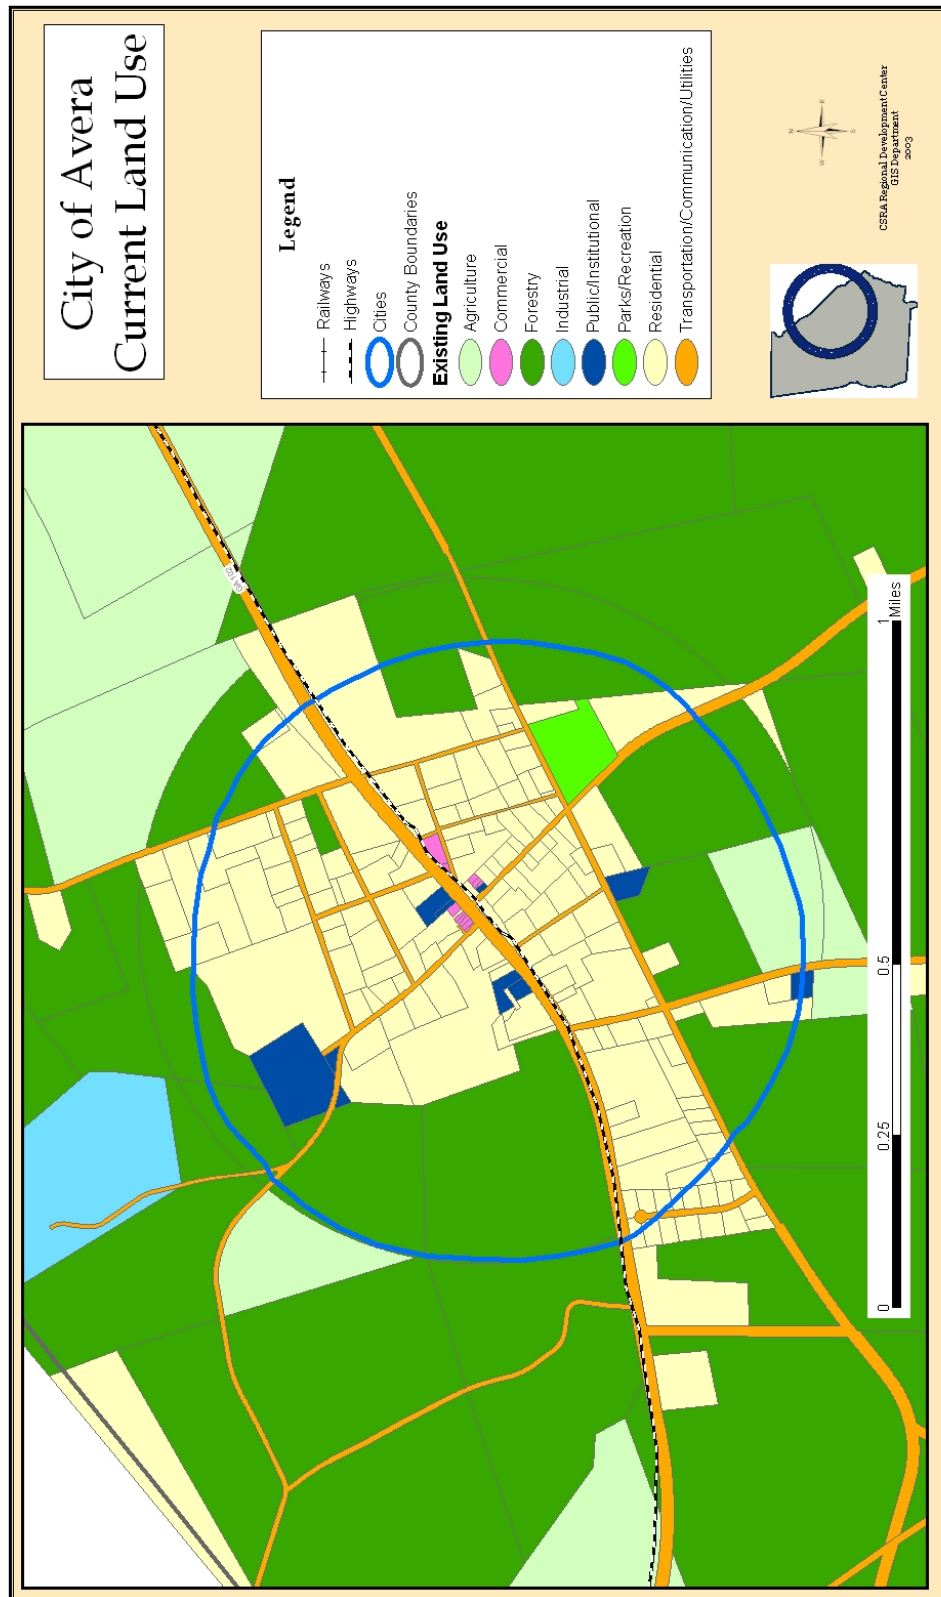 City of Avera
Current Land Use
Legend
Railways
Highways
Cities
County Boundaries
Existing Land Use
Agriculture
Commercial
Forestry
Industrial
Public/Institutional
Parks/Recreation
Residential
Transportation/Communication/Utilities
N
W
E
S
CSRA Regional Development Center
GIS Department
2003
GA 102
0
0.25
0.5
1
Miles